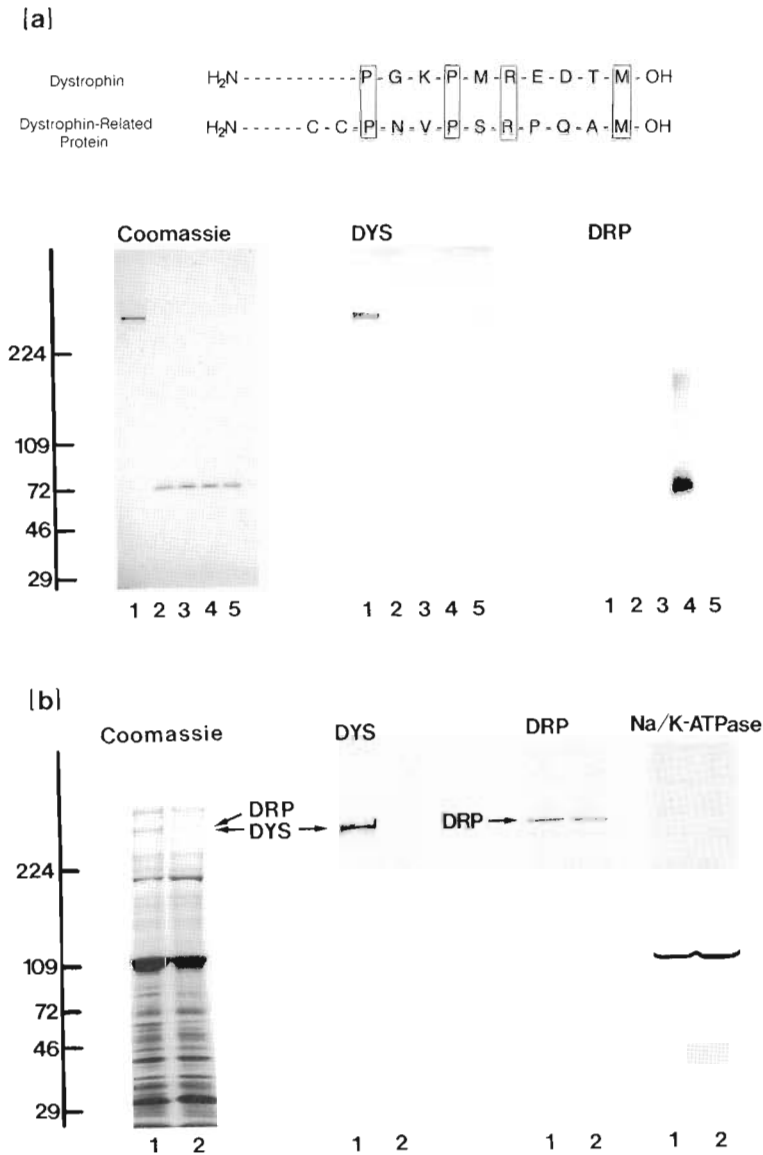 [a]
Dystrophin H₂N - - - - - - - - - - - - P - G - K - P - M - R - E - D - T - M - OH
Dystrophin-Related Protein H₂N - - - - - - C - C - P - N - V - P - S - R - P - Q - A - M - OH
Coomassie DYS DRP
224
109
72
46
29
1 2 3 4 5 1 2 3 4 5 1 2 3 4 5
[b]
Coomassie DYS DRP Na/K-ATPase
DRP
DYS
DRP
224
109
72
46
29
1 2 1 2 1 2 1 2